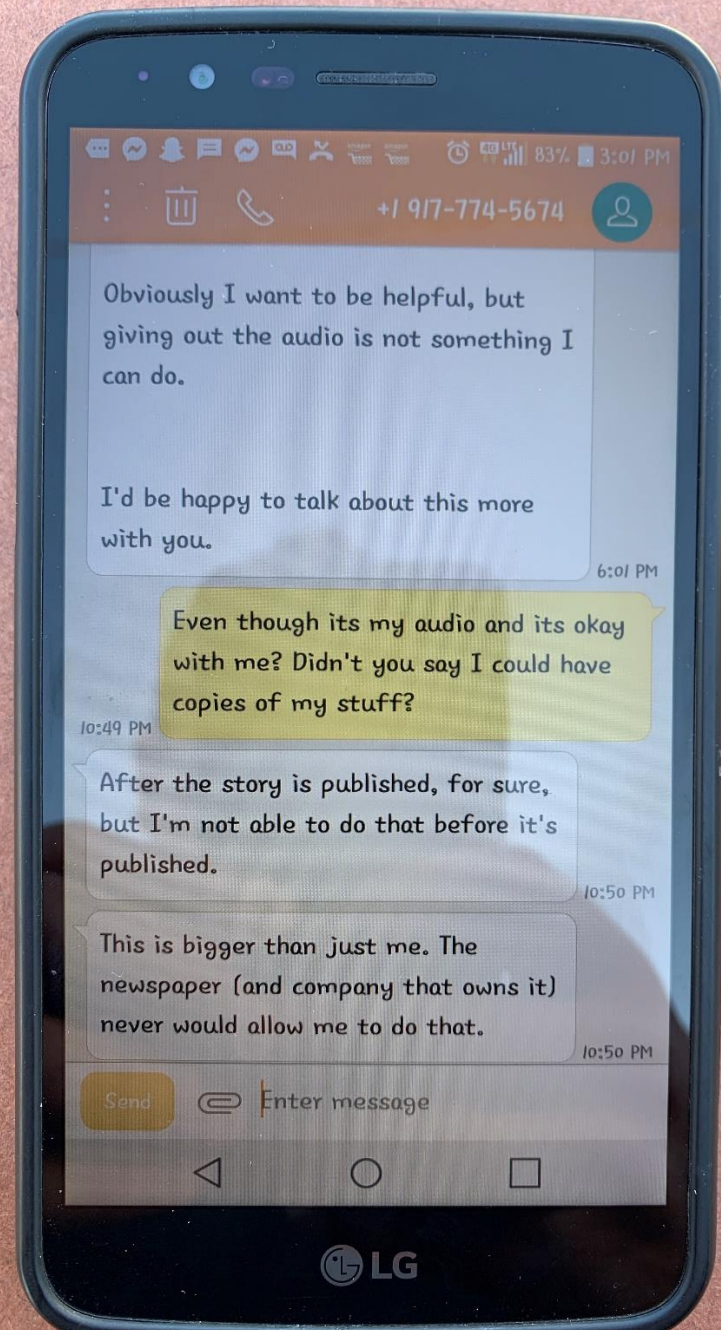 4G LTE 83% 3:01 PM
+1 917-774-5674
Obviously I want to be helpful, but
giving out the audio is not something I
can do.
I'd be happy to talk about this more
with you.
6:01 PM
Even though its my audio and its okay
with me? Didn't you say I could have
copies of my stuff?
10:49 PM
After the story is published, for sure,
but I'm not able to do that before it's
published.
10:50 PM
This is bigger than just me. The
newspaper (and company that owns it)
never would allow me to do that.
10:50 PM
Send
Enter message
LG